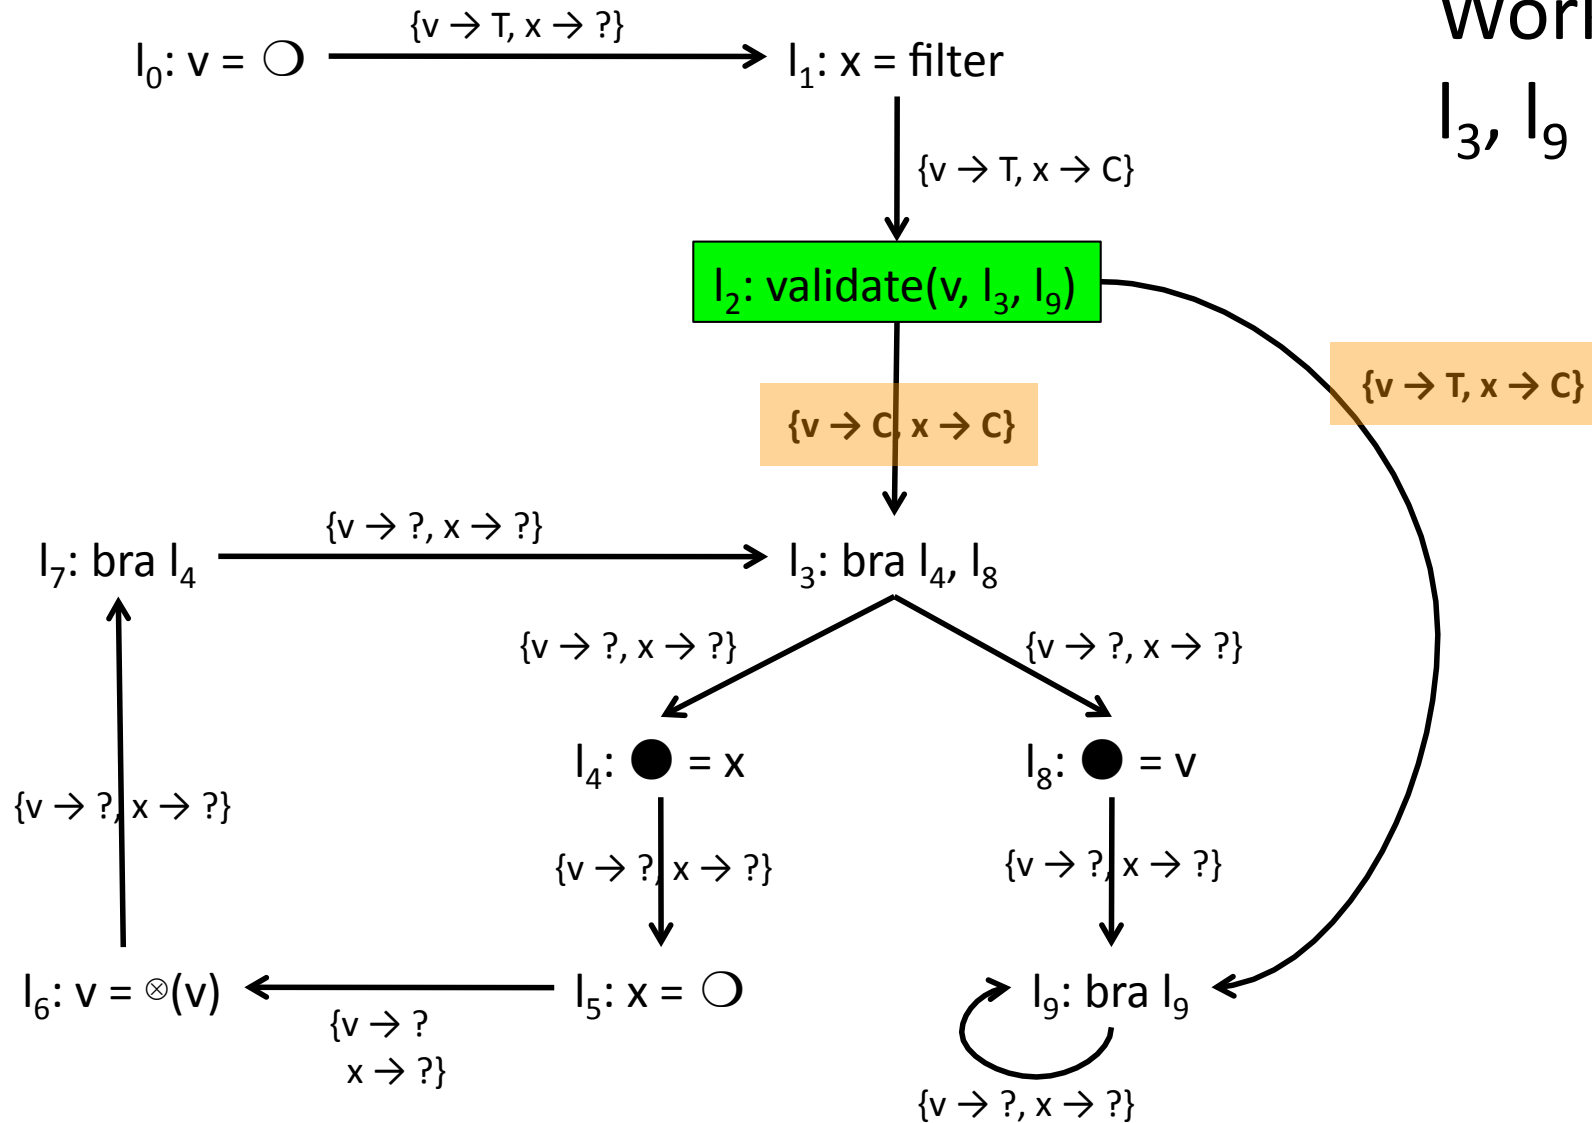 {v → T, x → ?}
l₀: v = ❍
l₁: x = filter
l₃, l₉
{v → T, x → C}
l₂: validate(v, l₃, l₉)
{v → T, x → C}
{v → C, x → C}
{v → ?, x → ?}
l₇: bra l₄
l₃: bra l₄, l₈
{v → ?, x → ?}
{v → ?, x → ?}
l₄: ● = x
l₈: ● = v
{v → ?, x → ?}
{v → ?, x → ?}
{v → ?, x → ?}
l₆: v = ⊗(v)
l₅: x = ❍
l₉: bra l₉
{v → ?
x → ?}
{v → ?, x → ?}